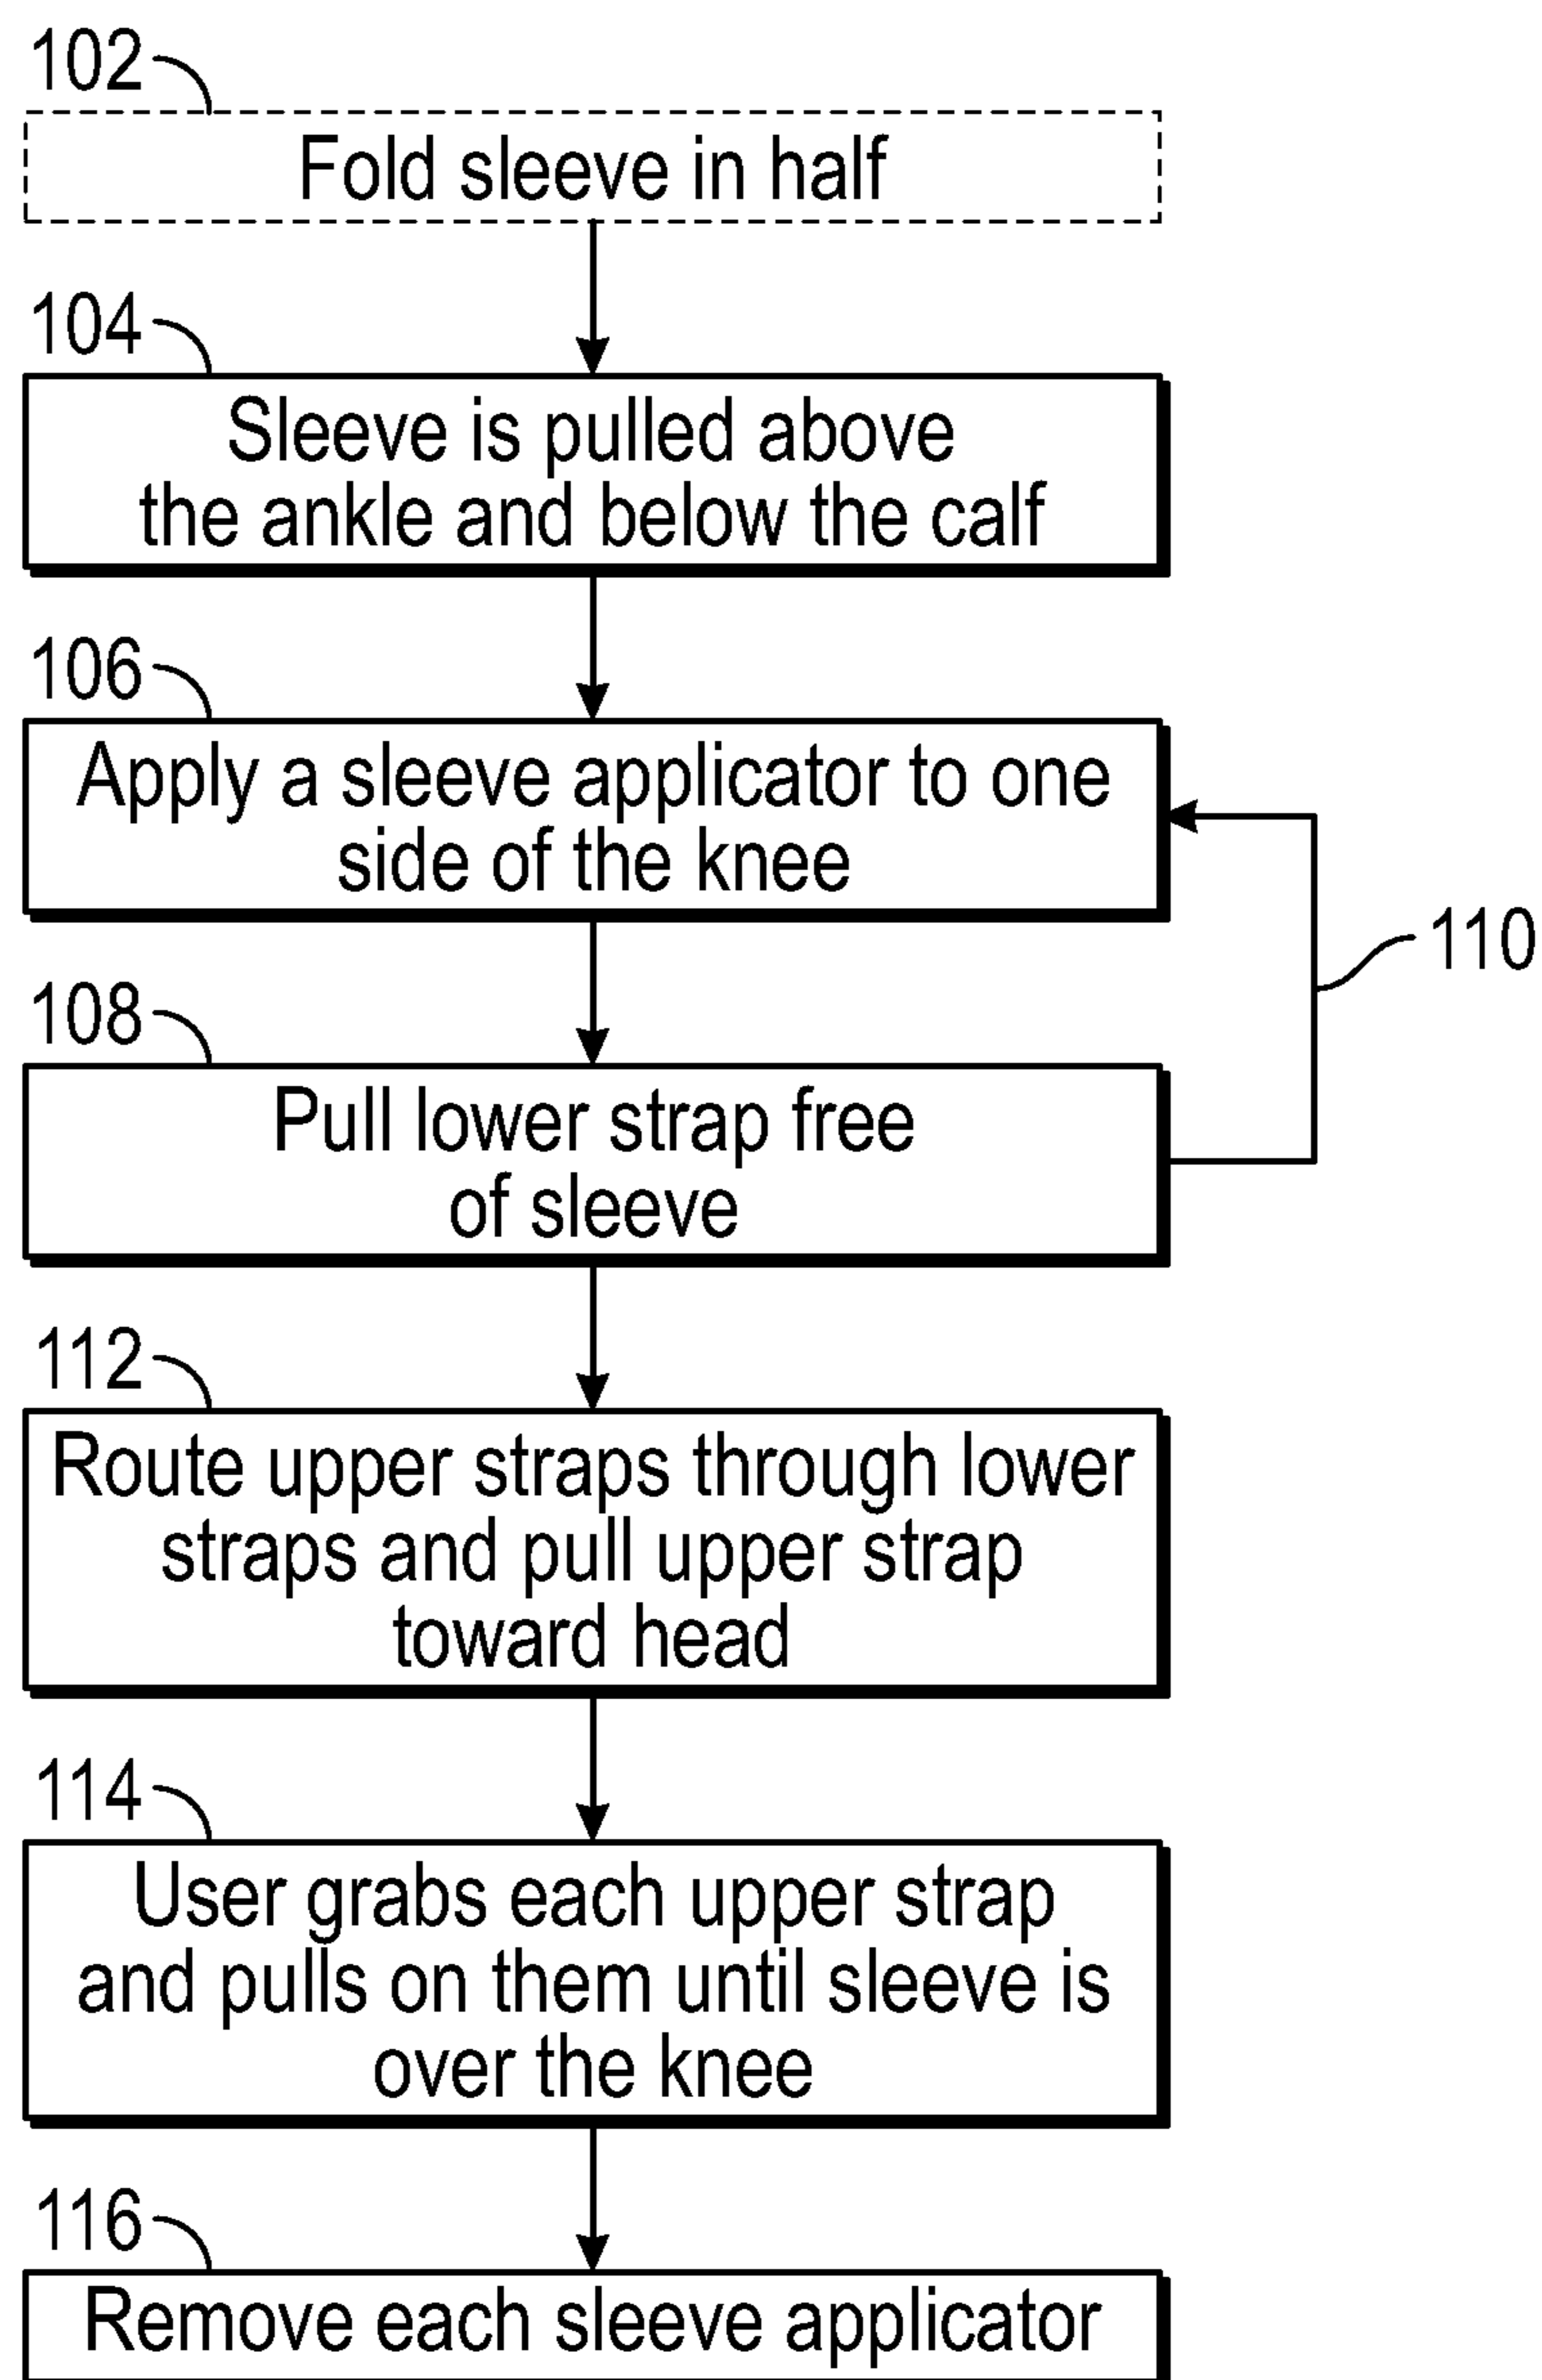 102
Fold sleeve in half
104
Sleeve is pulled above
the ankle and below the calf
106
Apply a sleeve applicator to one
side of the knee
110
108
Pull lower strap free
of sleeve
112
Route upper straps through lower
straps and pull upper strap
toward head
114
User grabs each upper strap
and pulls on them until sleeve is
over the knee
116
Remove each sleeve applicator